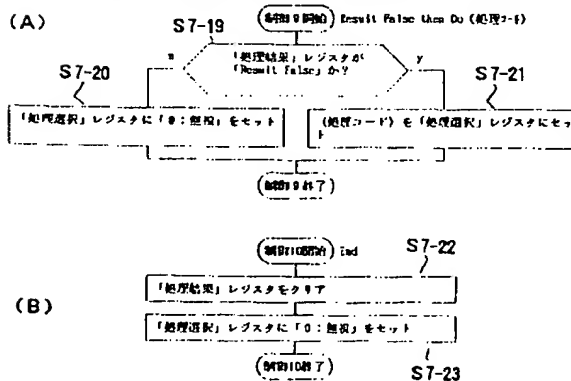 (A)
制御9開始 Result False then Do (処理コード)
S7-19
n
「処理結果」レジスタが
「Result False」か?
y
S7-20
S7-21
「処理選択」レジスタに「0:無視」をセット
(処理コード)を「処理選択」レジスタにセッ
ト
制御9終了
(B)
制御10開始 End
S7-22
「処理結果」レジスタをクリア
「処理選択」レジスタに「0:無視」をセット
制御10終了
S7-23